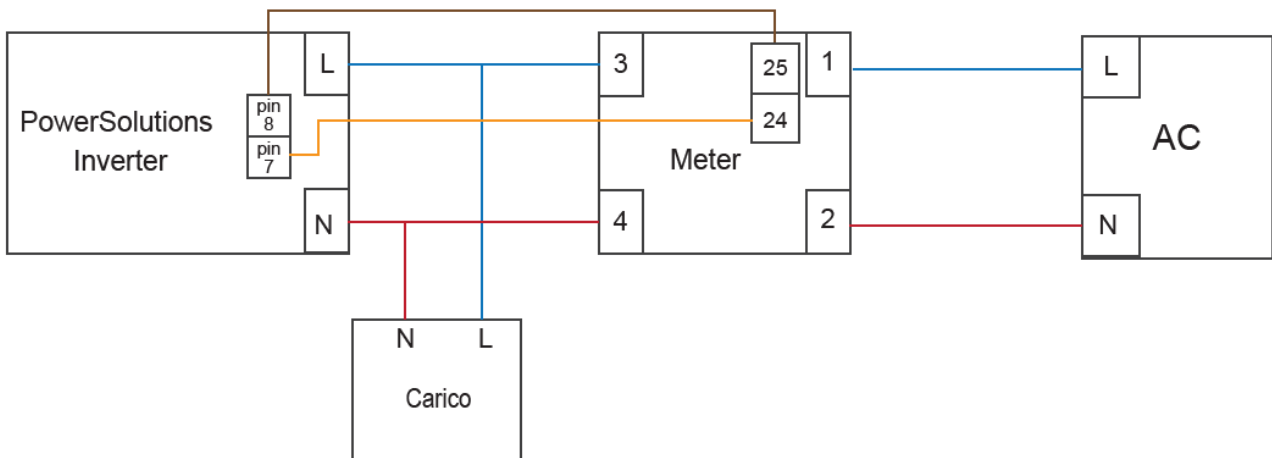 PowerSolutions
Inverter
L
pin
8
pin
7
N
3
4
Meter
25
24
1
2
L
N
AC
N L
Carico